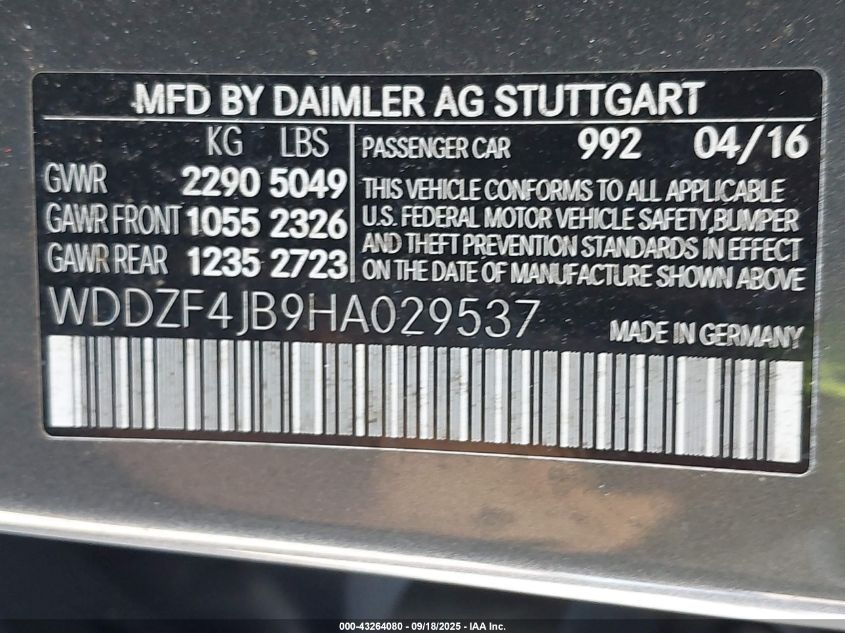 MFD BY DAIMLER AG STUTTGART
KG LBS
GVWR 2290 5049
GAWR FRONT 1055 2326
GAWR REAR 1235 2723
PASSENGER CAR 992 04/16
THIS VEHICLE CONFORMS TO ALL APPLICABLE
U.S. FEDERAL MOTOR VEHICLE SAFETY, BUMPER
AND THEFT PREVENTION STANDARDS IN EFFECT
ON THE DATE OF MANUFACTURE SHOWN ABOVE
WDDZF4JB9HA029537
MADE IN GERMANY
000-43264080 - 09/18/2025 - IAA Inc.